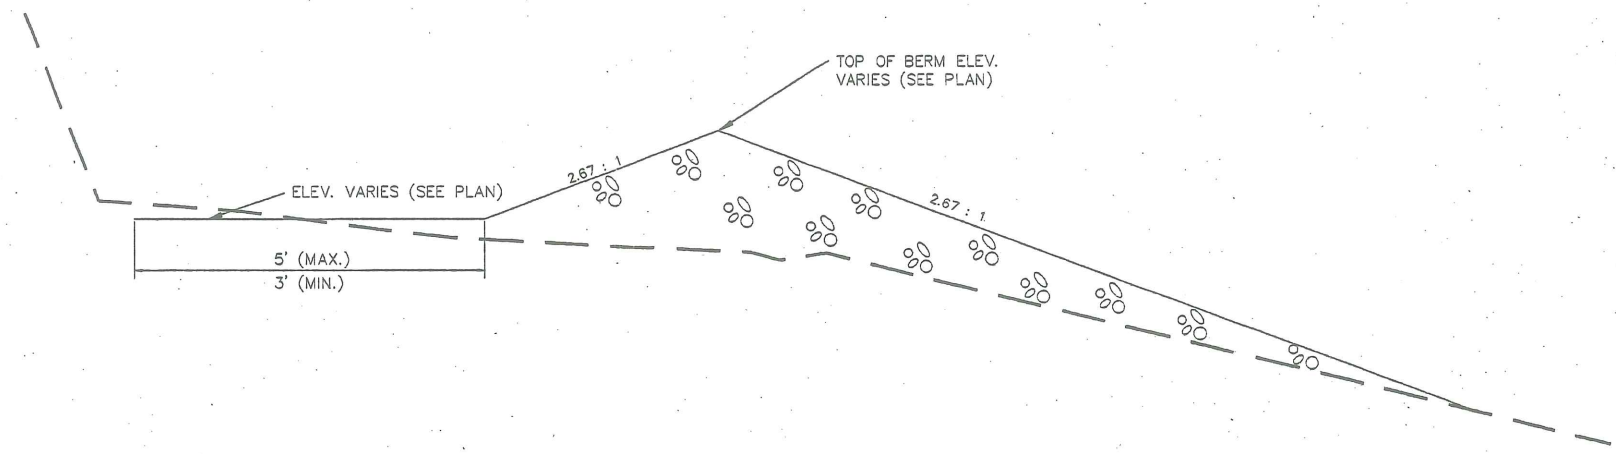 TOP OF BERM ELEV.
VARIES (SEE PLAN)
2.67 : 1
ELEV. VARIES (SEE PLAN)
2.67 : 1
5' (MAX.)
3' (MIN.)